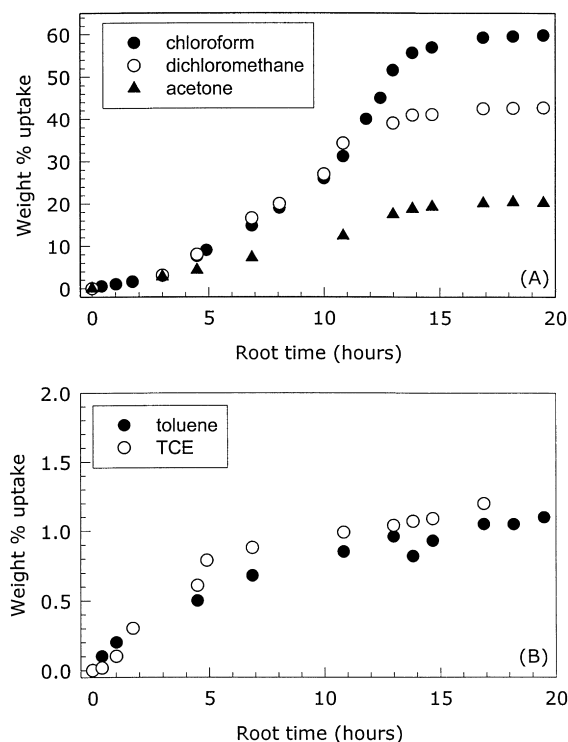 60
50
40
30
20
10
0
Weight % uptake
chloroform
dichloromethane
acetone
(A)
0 5 10 15 20
Root time (hours)
2.0
1.5
1.0
0.5
0.0
Weight % uptake
toluene
TCE
(B)
0 5 10 15 20
Root time (hours)